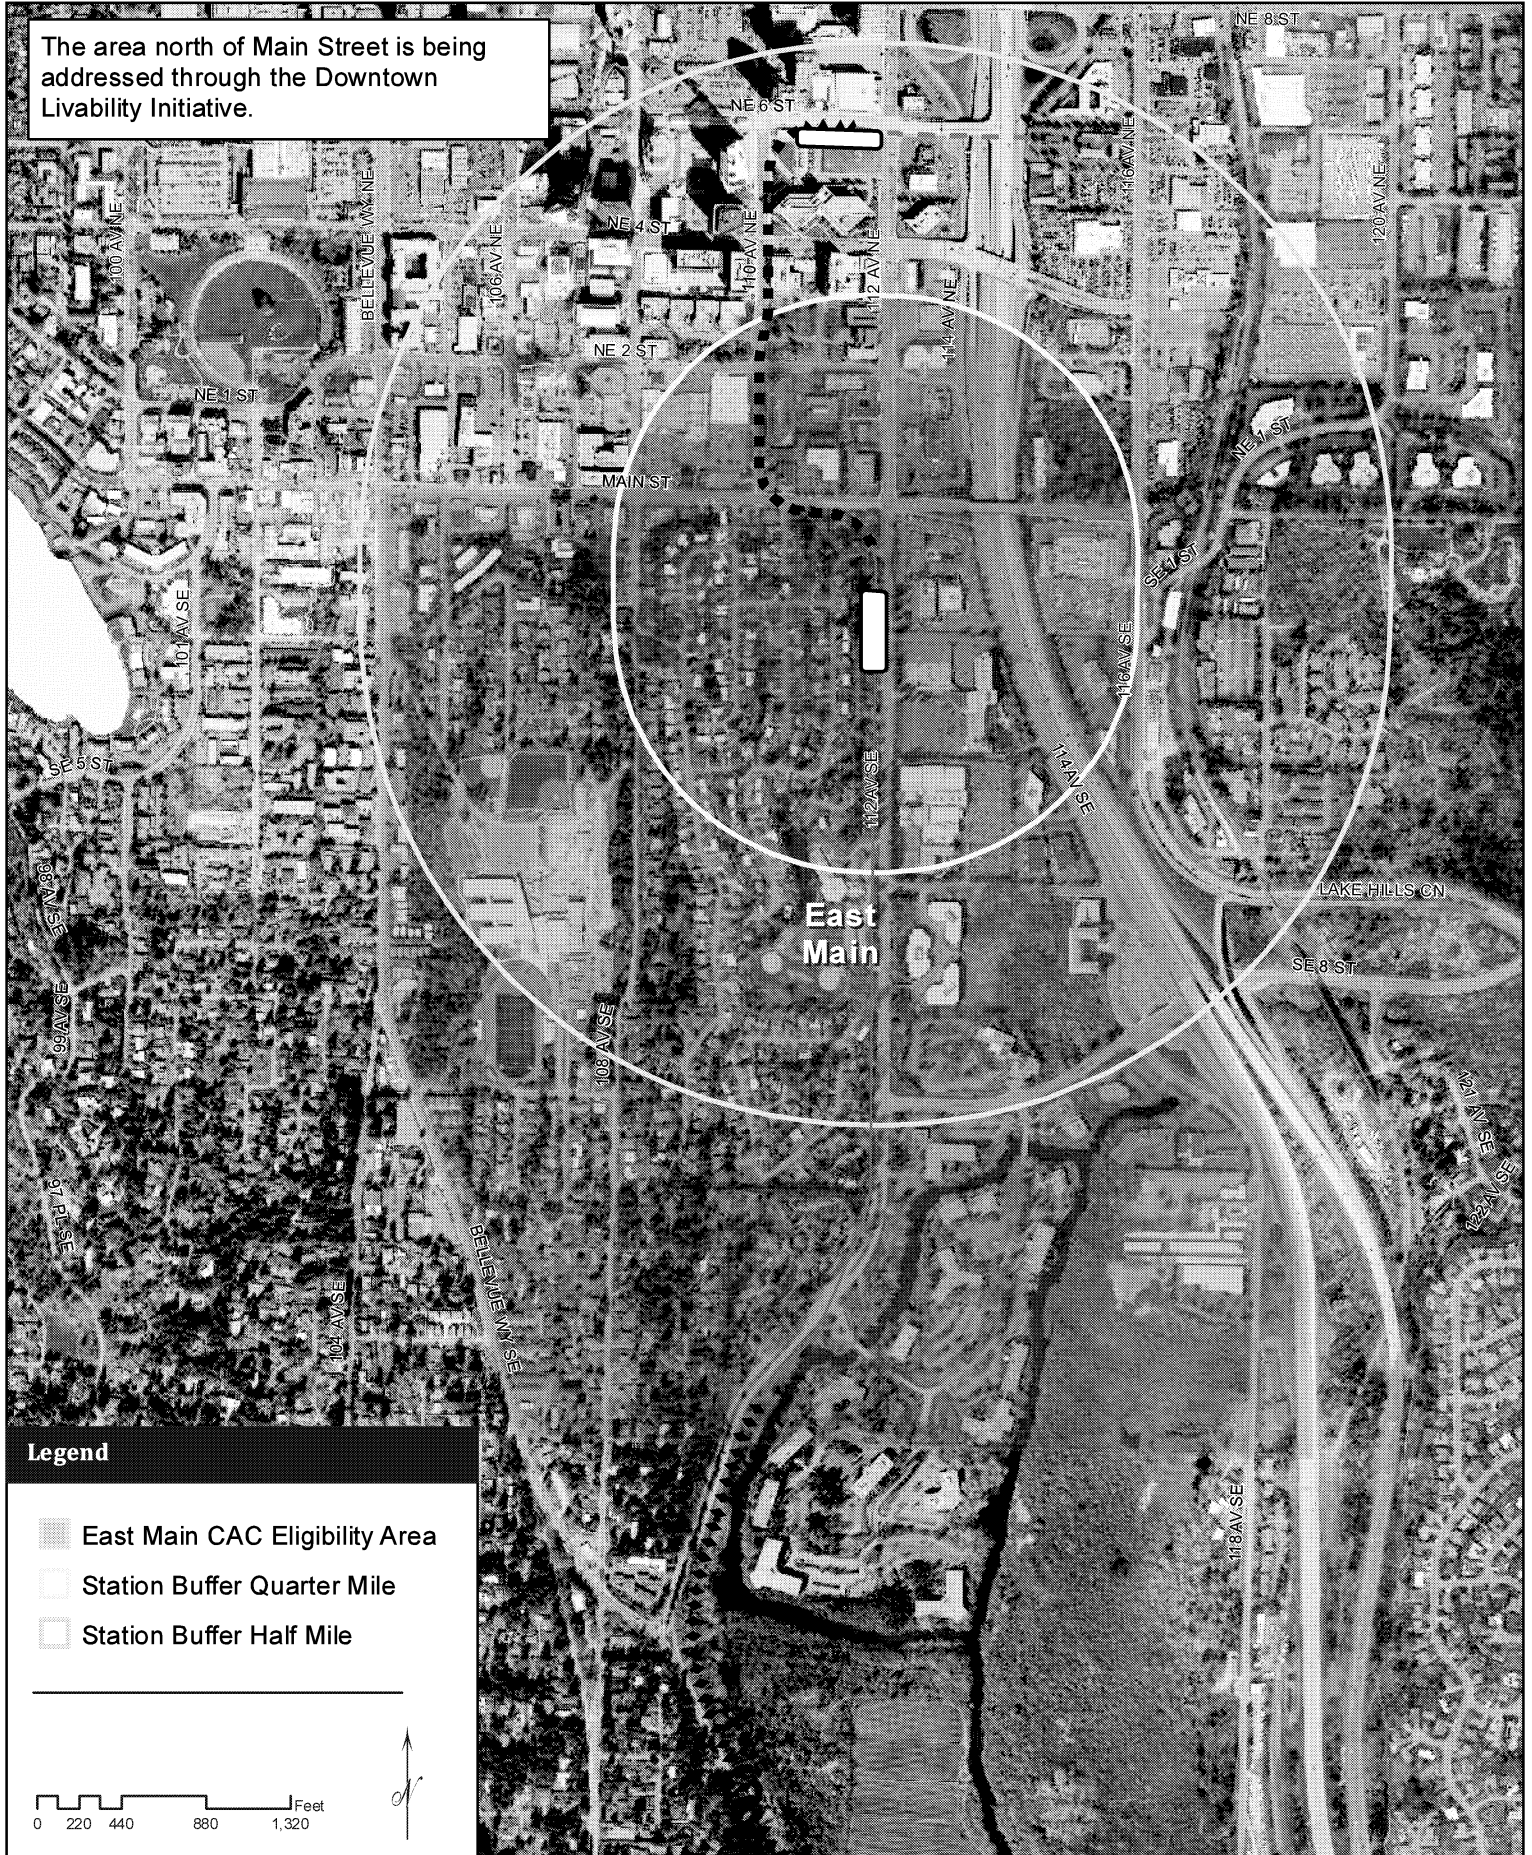 The area north of Main Street is being
addressed through the Downtown
Livability Initiative.
NE 8 ST
NE 6 ST
116 AV NE
120 AV NE
100 AV NE
BELLEVUE WY NE
106 AV NE
NE 4 ST
110 AV NE
112 AV NE
114 AV NE
NE 2 ST
NE 1 ST
NE 1 ST
MAIN ST
SE 1 ST
101 AV SE
116 AV SE
SE 5 ST
112 AV SE
114 AV SE
98 AV SE
LAKE HILLS CN
East
Main
SE 8 ST
99 AV SE
108 AV SE
121 AV SE
122 AV SE
97 PL SE
BELLEVUE WY SE
104 AV SE
118 AV SE
Legend
East Main CAC Eligibility Area
Station Buffer Quarter Mile
Station Buffer Half Mile
Feet
0 220 440 880 1,320
N